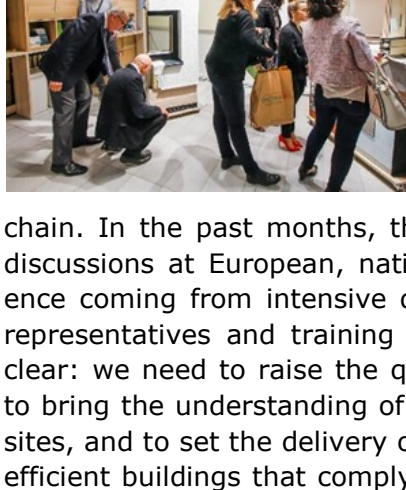 chain. In the past months,
discussions at European,
ence coming from intensive
representatives and training
clear: we need to raise the
to bring the understanding of
sites, and to set the delivery
efficient buildings that comply